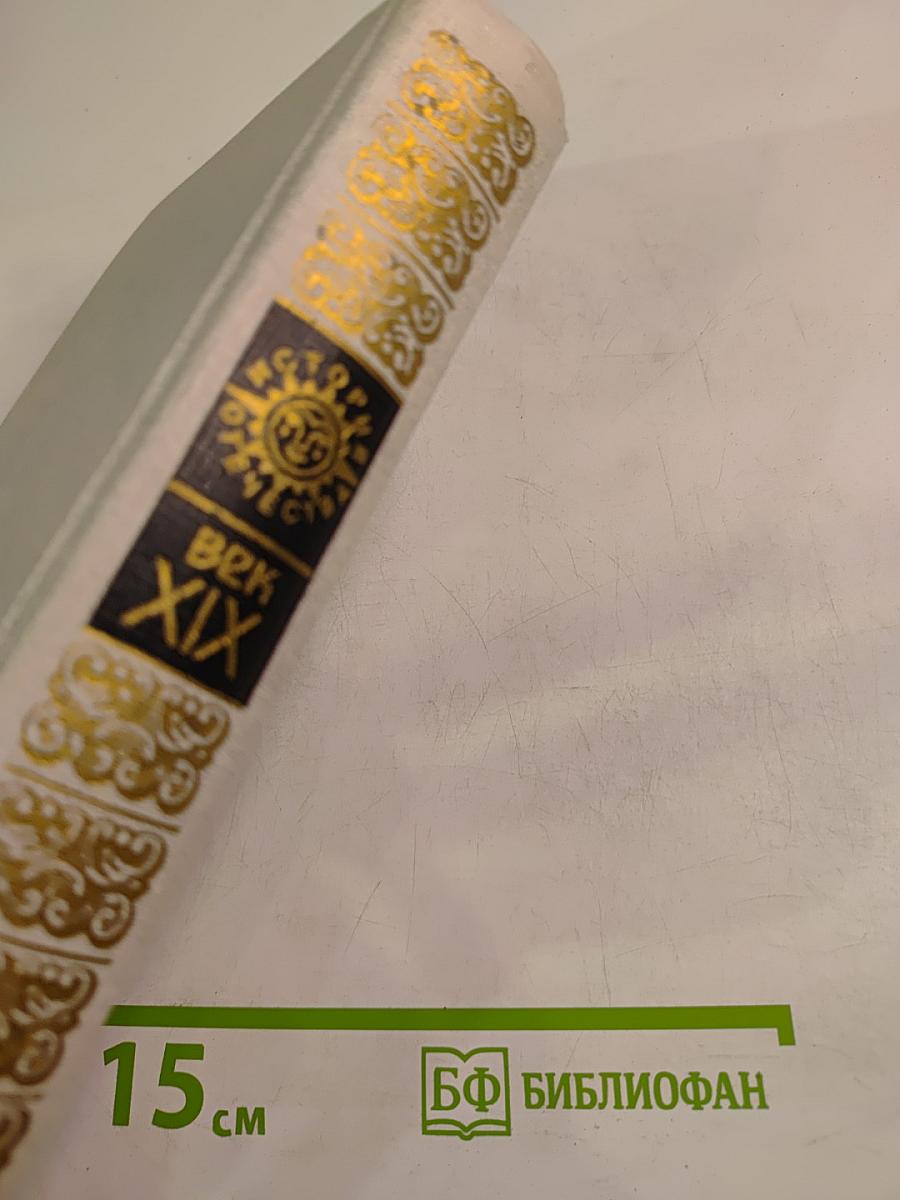 ИСТОРИЯ
ОТЕЧЕСТВА
век
XIX
15 см
БФ БИБЛИОФАН